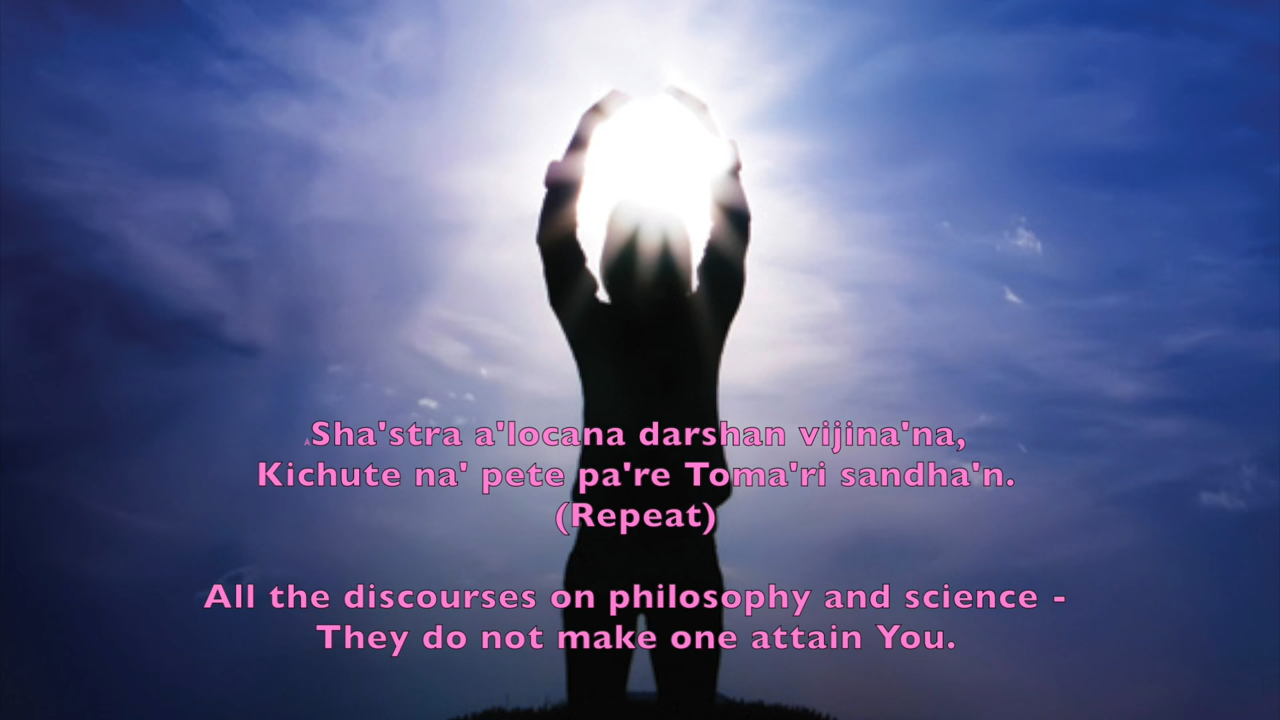 Sha'stra a'locana darshan vijina'na,
Kichute na' pete pa're Toma'ri sandha'n.
(Repeat)
All the discourses on philosophy and science -
They do not make one attain You.